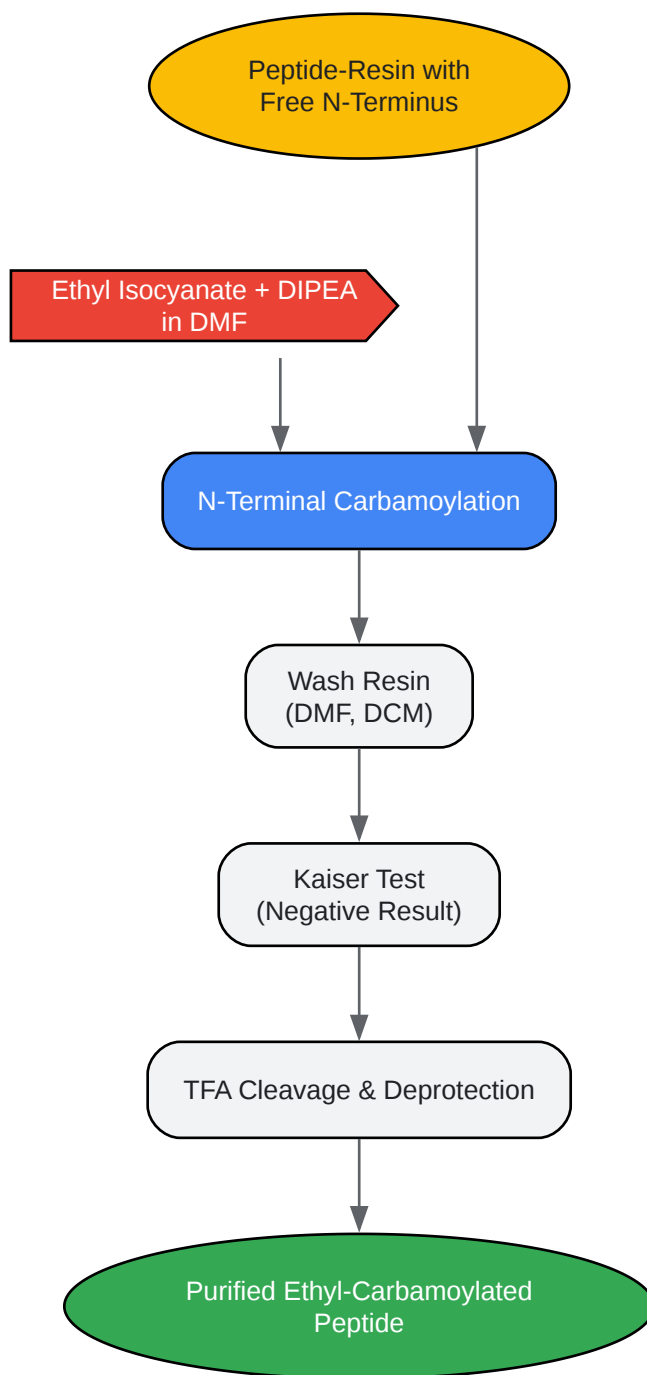 Peptide-Resin with
Free N-Terminus
Ethyl Isocyanate + DIPEA
in DMF
N-Terminal Carbamoylation
Wash Resin
(DMF, DCM)
Kaiser Test
(Negative Result)
TFA Cleavage & Deprotection
Purified Ethyl-Carbamoylated
Peptide